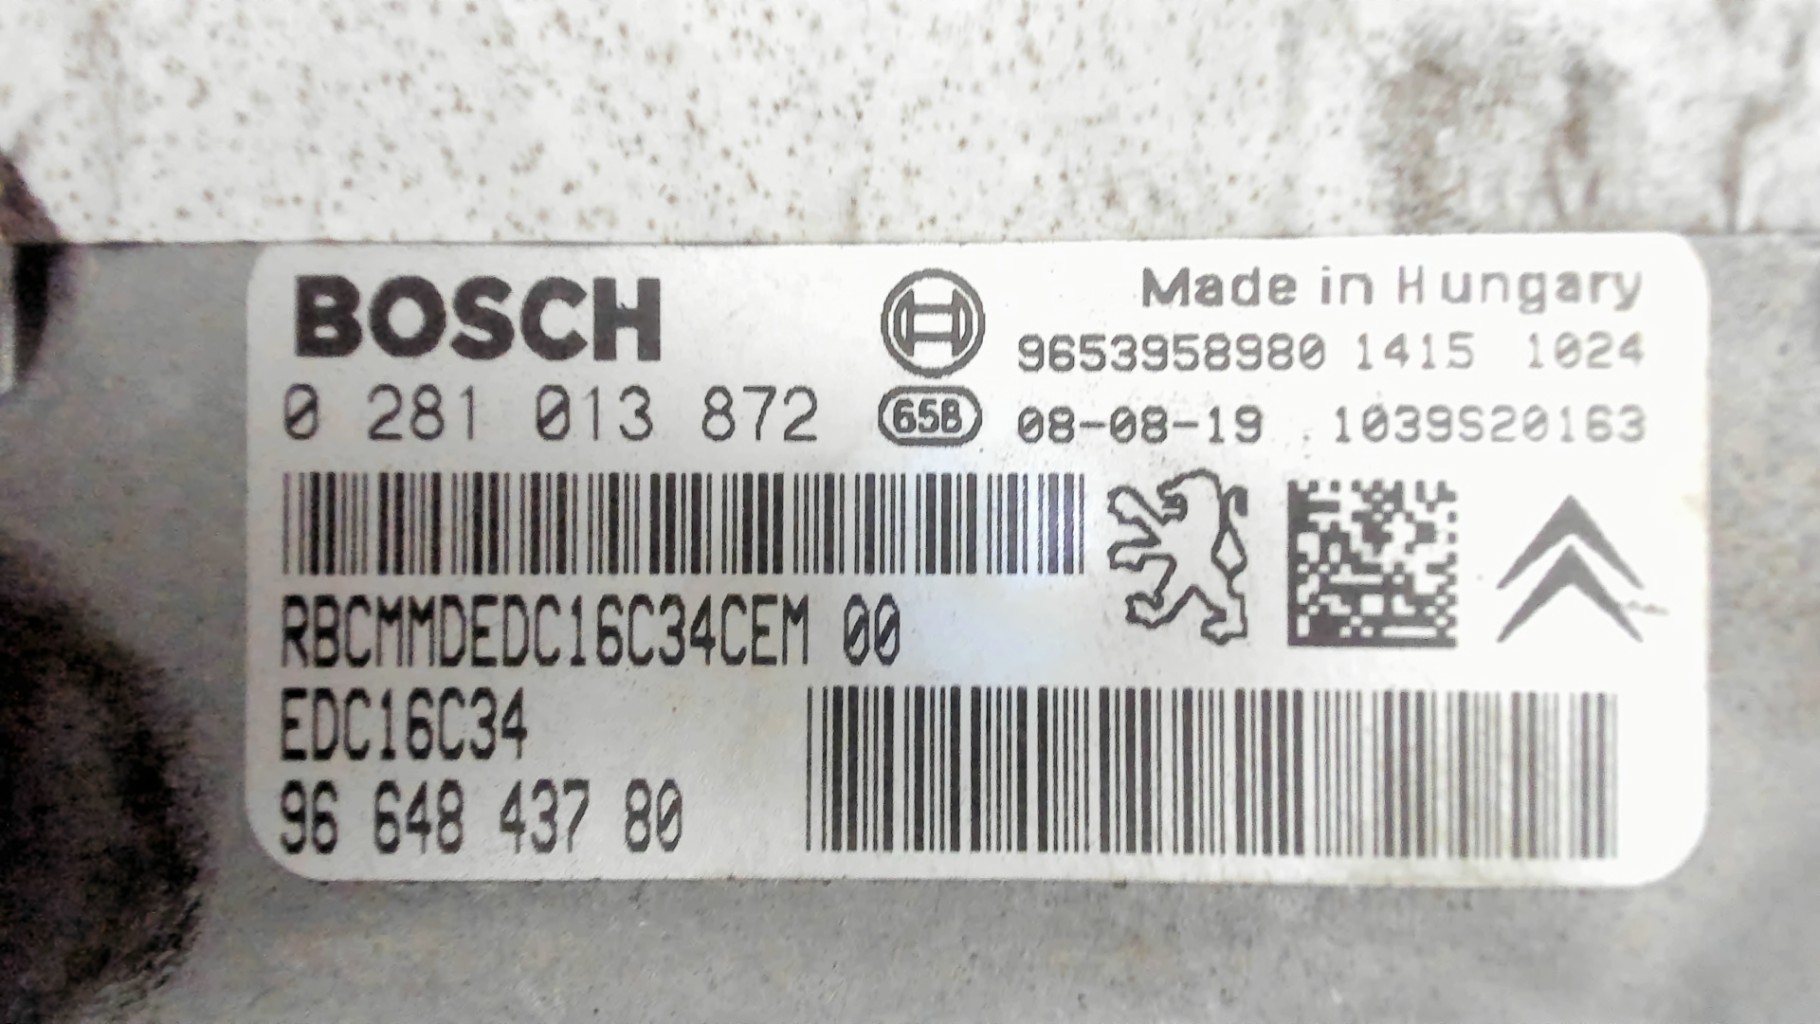 BOSCH
Made in Hungary
9653958980 1415 1024
0 281 013 872
658
08-08-19 1039S20163
RBCMMDEDC16C34CEM 00
EDC16C34
96 648 437 80